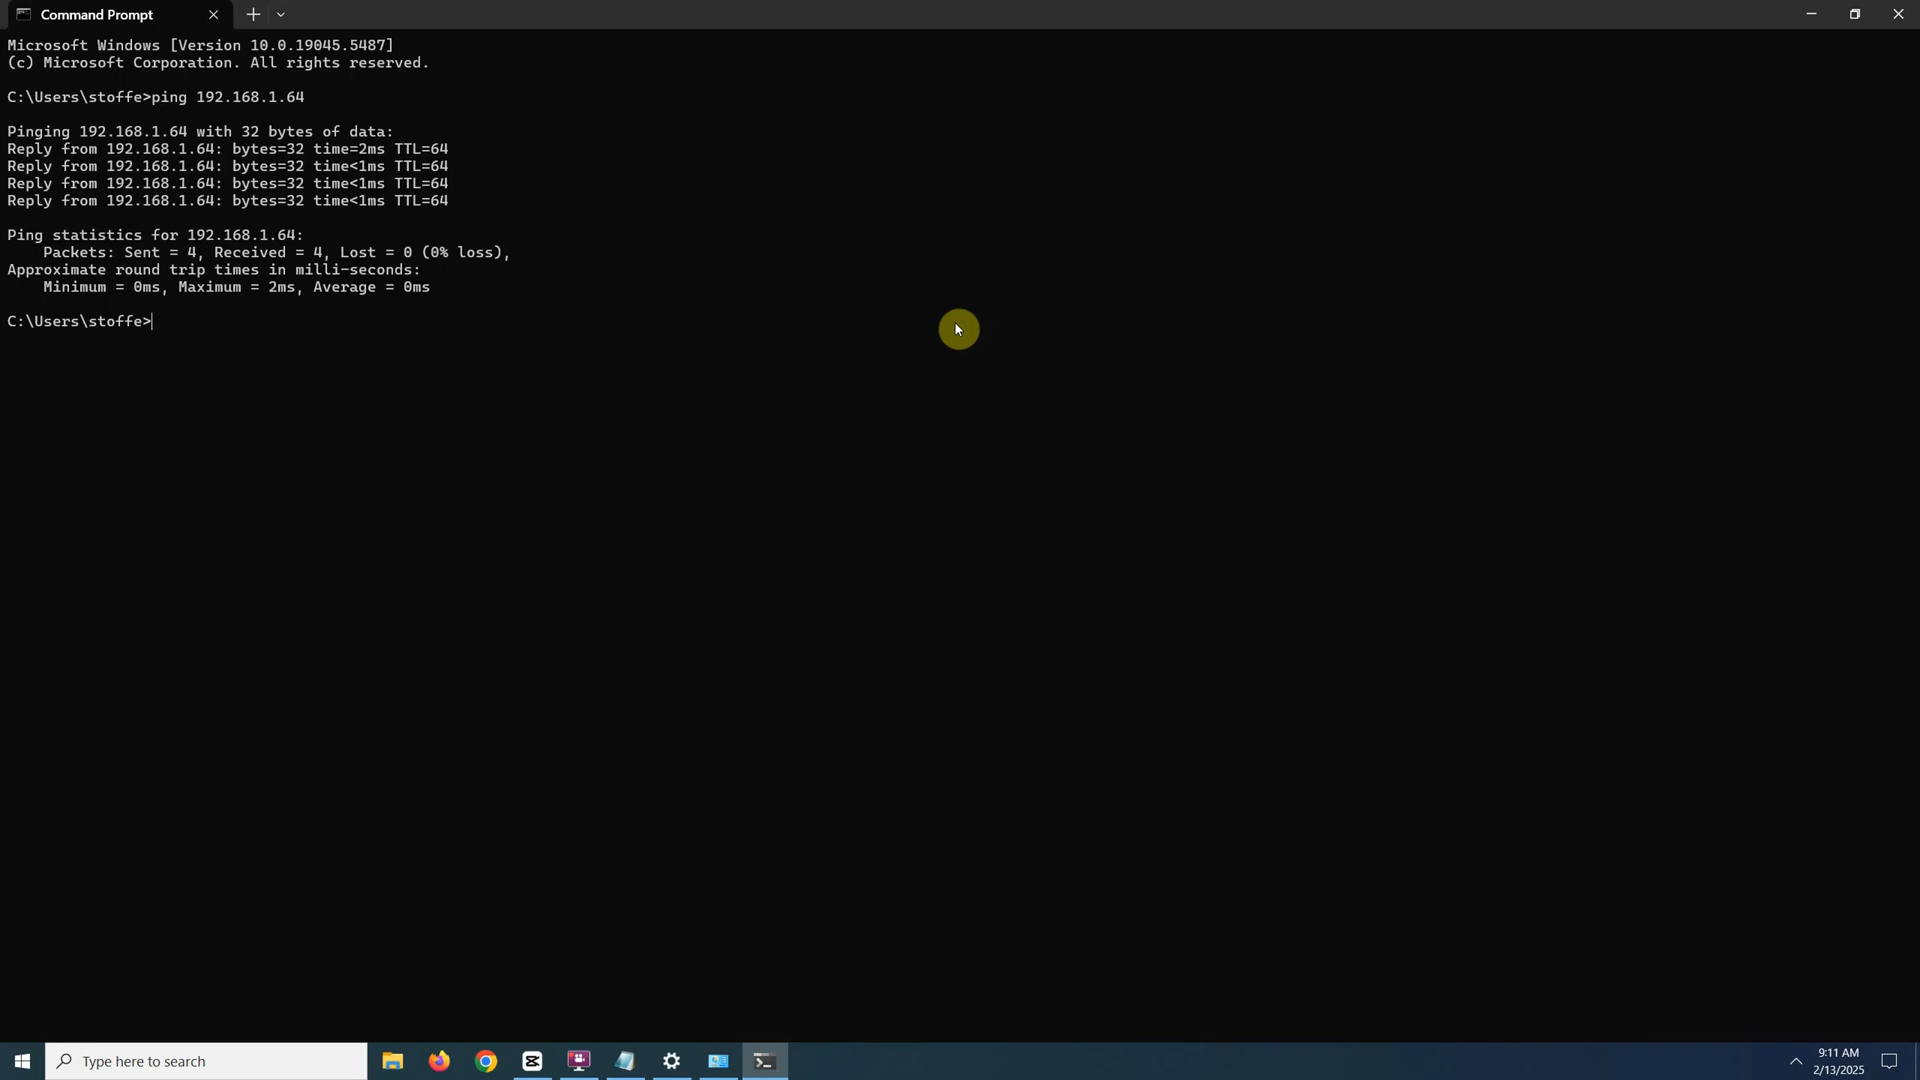 Command Prompt
Microsoft Windows [Version 10.0.19045.5487]
(c) Microsoft Corporation. All rights reserved.
C:\Users\stoffe>ping 192.168.1.64
Pinging 192.168.1.64 with 32 bytes of data:
Reply from 192.168.1.64: bytes=32 time=2ms TTL=64
Reply from 192.168.1.64: bytes=32 time<1ms TTL=64
Reply from 192.168.1.64: bytes=32 time<1ms TTL=64
Reply from 192.168.1.64: bytes=32 time<1ms TTL=64
Ping statistics for 192.168.1.64:
    Packets: Sent = 4, Received = 4, Lost = 0 (0% loss),
Approximate round trip times in milli-seconds:
    Minimum = 0ms, Maximum = 2ms, Average = 0ms
C:\Users\stoffe>
Type here to search
9:11 AM
2/13/2025